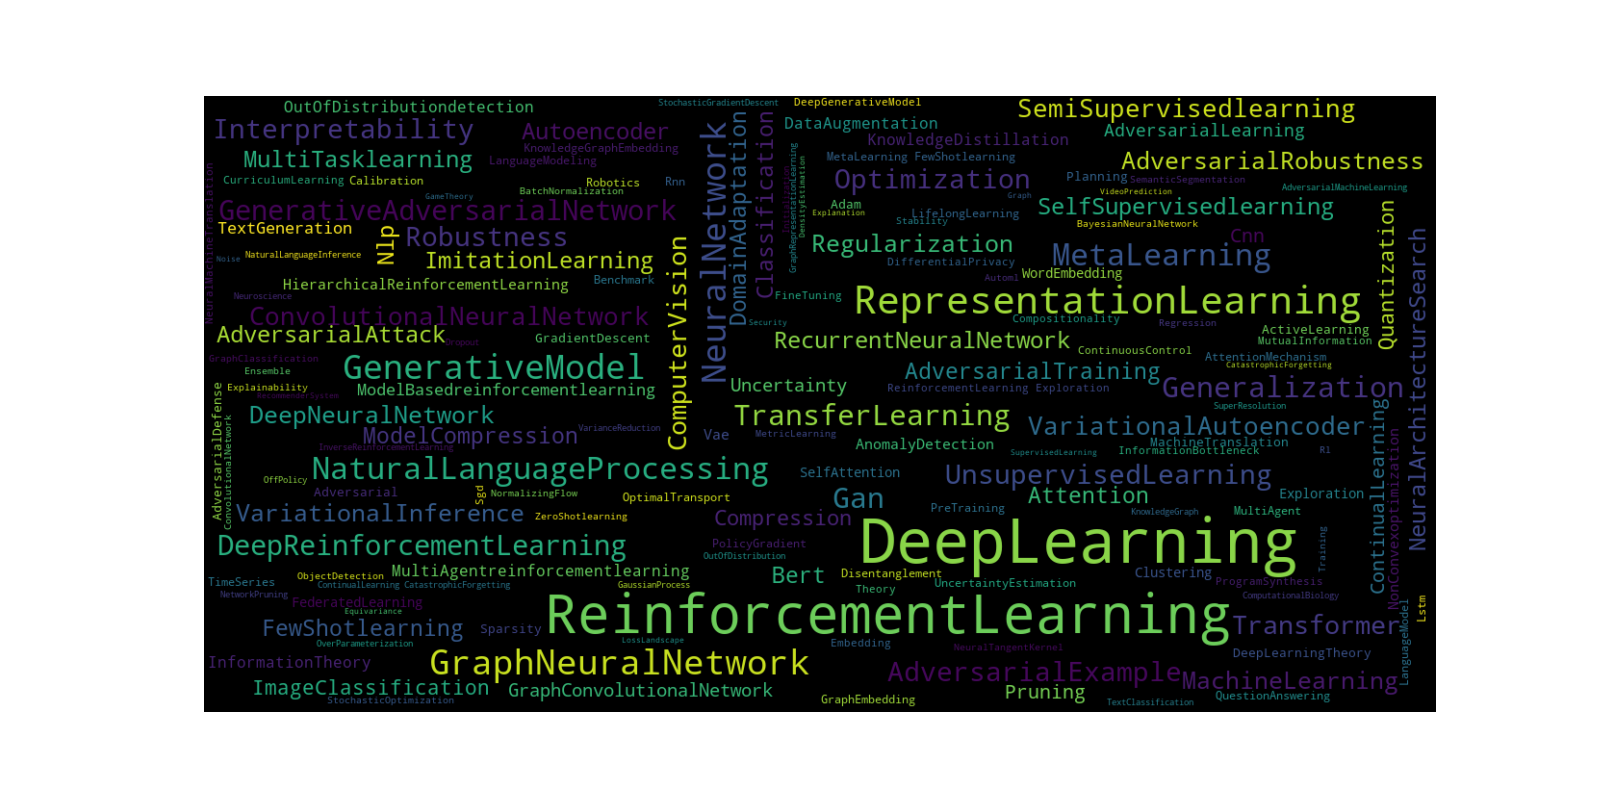 OutOfDistributiondetection
StochasticGradientDescent
DeepGenerativeModel
SemiSupervisedlearning
Interpretability
Autoencoder
NeuralNetwork
DomainAdaptation
Classification
DataAugmentation
KnowledgeDistillation
AdversarialLearning
KnowledgeGraphEmbedding
MultiTasklearning
LanguageModeling
MetaLearning FewShotlearning
AdversarialRobustness
NeuralMachineTranslation
CurriculumLearning
Calibration
Robotics
Rnn
GraphRepresentationLearning
DensityEstimation
Optimization
Planning
SemanticSegmentation
AdversarialMachineLearning
GameTheory
BatchNormalization
VideoPrediction
Graph
GenerativeAdversarialNetwork
Adam
Explanation
LifelongLearning
Stability
SelfSupervisedlearning
BayesianNeuralNetwork
Quantization
TextGeneration
Nlp
Robustness
Cnn
NeuralArchitectureSearch
Regularization
MetaLearning
Noise
NaturalLanguageInference
ImitationLearning
ComputerVision
DifferentialPrivacy
WordEmbedding
Automl
HierarchicalReinforcementLearning
Benchmark
Neuroscience
FineTuning
RepresentationLearning
ConvolutionalNeuralNetwork
Security
Compositionality
Regression
AdversarialAttack
Dropout
GradientDescent
RecurrentNeuralNetwork
ActiveLearning
MutualInformation
ContinuousControl
GraphClassification
AttentionMechanism
CatastrophicForgetting
Ensemble
GenerativeModel
AdversarialTraining
Explainability
RecommenderSystem
ModelBasedreinforcementlearning
Uncertainty
ReinforcementLearning Exploration
Generalization
AdversarialDefense
ConvolutionalNetwork
DeepNeuralNetwork
TransferLearning
SuperResolution
ContinualLearning
NonConvexoptimization
ModelCompression
VarianceReduction
Vae
MetricLearning
VariationalAutoencoder
InverseReinforcementLearning
AnomalyDetection
MachineTranslation
SupervisedLearning
InformationBottleneck
Rl
NaturalLanguageProcessing
SelfAttention
UnsupervisedLearning
OffPolicy
Adversarial
Sgd
NormalizingFlow
OptimalTransport
Gan
Attention
Exploration
VariationalInference
ZeroShotlearning
Compression
PreTraining
KnowledgeGraph
MultiAgent
DeepReinforcementLearning
PolicyGradient
DeepLearning
Training
OutOfDistribution
MultiAgentreinforcementlearning
Bert
Disentanglement
Clustering
TimeSeries
ObjectDetection
ContinualLearning CatastrophicForgetting
GaussianProcess
Theory
UncertaintyEstimation
ProgramSynthesis
NetworkPruning
FederatedLearning
Equivariance
ComputationalBiology
Lstm
FewShotlearning
Sparsity
ReinforcementLearning
Transformer
LanguageModel
OverParameterization
LossLandscape
Embedding
NeuralTangentKernel
DeepLearningTheory
InformationTheory
GraphNeuralNetwork
AdversarialExample
MachineLearning
ImageClassification
GraphConvolutionalNetwork
Pruning
QuestionAnswering
StochasticOptimization
GraphEmbedding
TextClassification